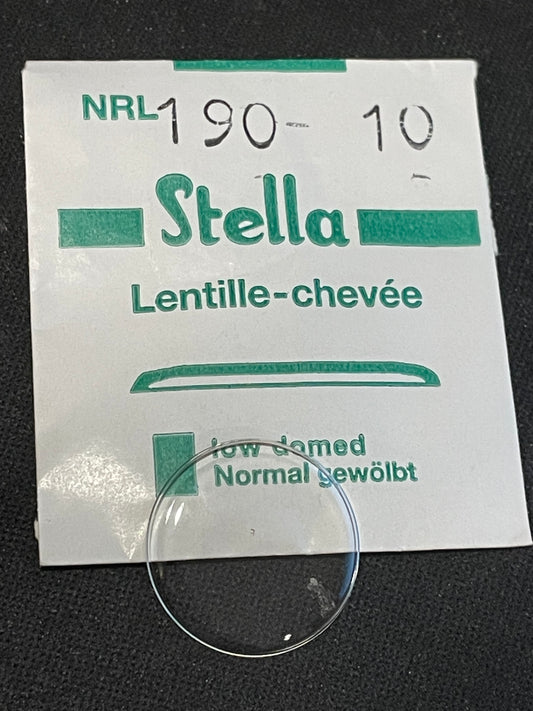 NRL 190 - 10
Stella
Lentille-chevée
low domed
Normal gewölbt